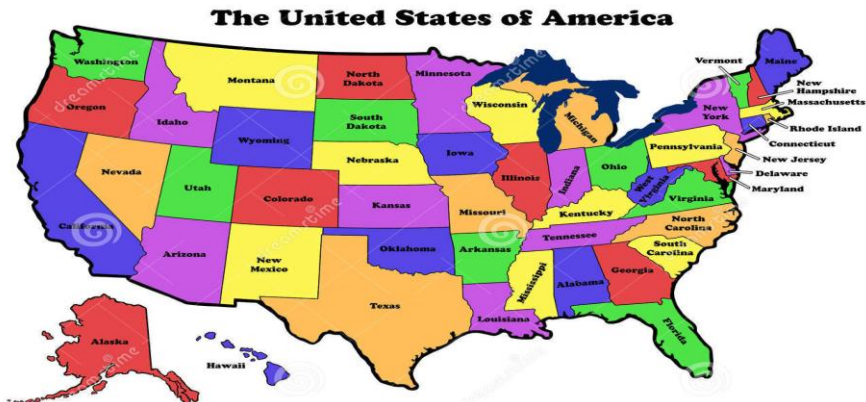 The United States of America
Washington
Montana
North
Dakota
Minnesota
Vermont
Maine
New
Hampshire
Massachusetts
Oregon
Idaho
Wyoming
South
Dakota
Wisconsin
Michigan
New
York
Rhode Island
Connecticut
New Jersey
Delaware
Maryland
Nevada
Utah
Colorado
Nebraska
Iowa
Illinois
Indiana
Ohio
Pennsylvania
West
Virginia
Virginia
California
Arizona
New
Mexico
Kansas
Missouri
Kentucky
Tennessee
North
Carolina
South
Carolina
Oklahoma
Arkansas
Mississippi
Alabama
Georgia
Texas
Louisiana
Florida
Alaska
Hawaii
dreamstime
dreamstime
dreamstime